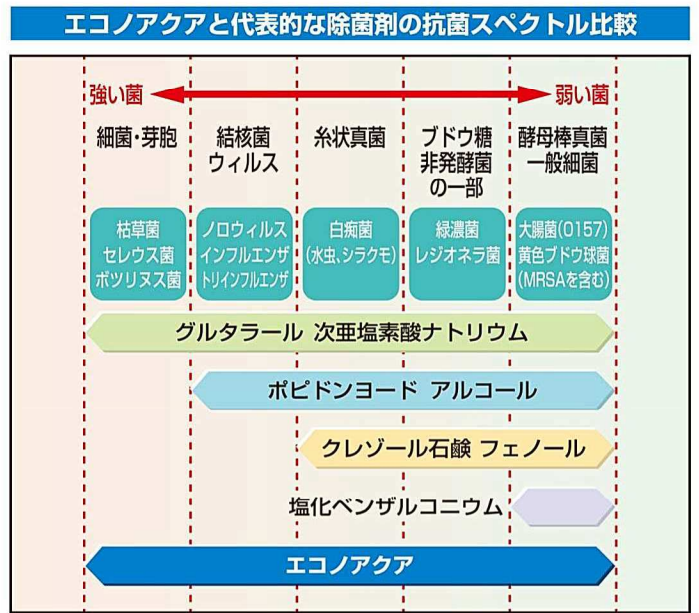 エコノアクアと代表的な除菌剤の抗菌スペクトル比較
強い菌
弱い菌
細菌・芽胞
結核菌
ウィルス
糸状真菌
ブドウ糖
非発酵菌
の一部
酵母棒真菌
一般細菌
枯草菌
セレウス菌
ボツリヌス菌
ノロウィルス
インフルエンザ
トリインフルエンザ
白痴菌
(水虫、シラクモ)
緑濃菌
レジオネラ菌
大腸菌(O157)
黄色ブドウ球菌
(MRSAを含む)
グルタラール 次亜塩素酸ナトリウム
ポピドンヨード アルコール
クレゾール石鹸 フェノール
塩化ベンザルコニウム
エコノアクア